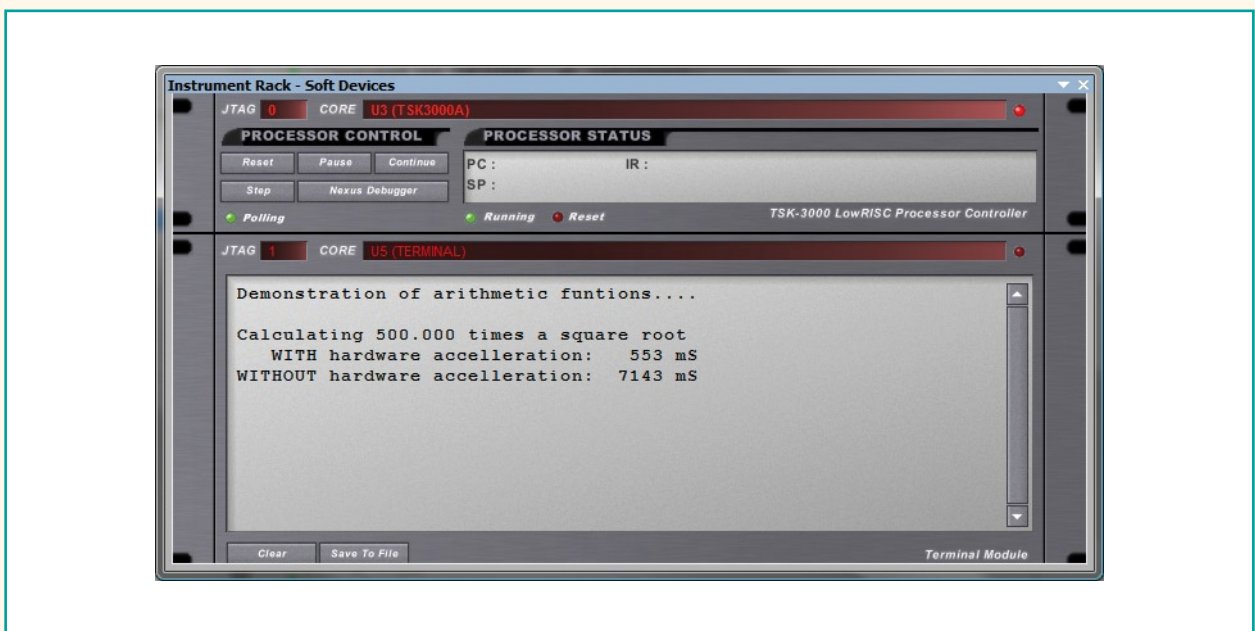 Instrument Rack - Soft Devices
JTAG 0 CORE U3 (TSK3000A)
PROCESSOR CONTROL PROCESSOR STATUS
Reset Pause Continue PC : IR :
Step Nexus Debugger SP :
Polling Running Reset TSK-3000 LowRISC Processor Controller
JTAG 1 CORE U5 (TERMINAL)
Demonstration of arithmetic funtions....
Calculating 500.000 times a square root
WITH hardware accelleration: 553 mS
WITHOUT hardware accelleration: 7143 mS
Clear Save To File Terminal Module